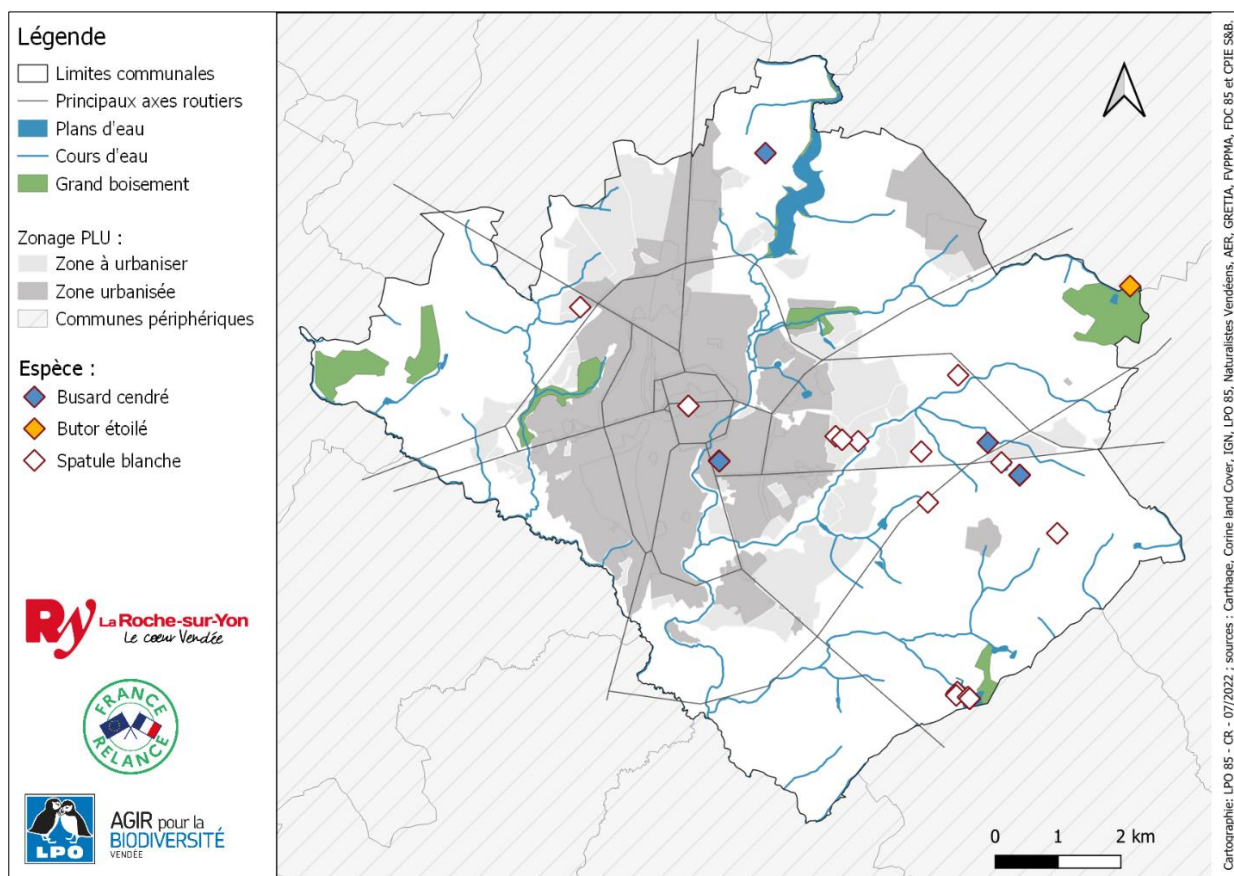 Légende
Limites communales
Principaux axes routiers
Plans d'eau
Cours d'eau
Grand boisement
Zonage PLU :
Zone à urbaniser
Zone urbanisée
Communes périphériques
Espèce :
Busard cendré
Butor étoilé
Spatule blanche
Ry La Roche-sur-Yon
Le cœur Vendée
FRANCE
RELANCE
LPO
AGIR pour la
BIODIVERSITÉ
VENDÉE
0 1 2 km
Cartographie: LPO 85 - CR - 07/2022 ; sources : Carthage, Corine land Cover, IGN, LPO 85, Naturalistes Vendéens, AER, GRETIA, FVPPMA, FDC 85 et CPIE S&B.